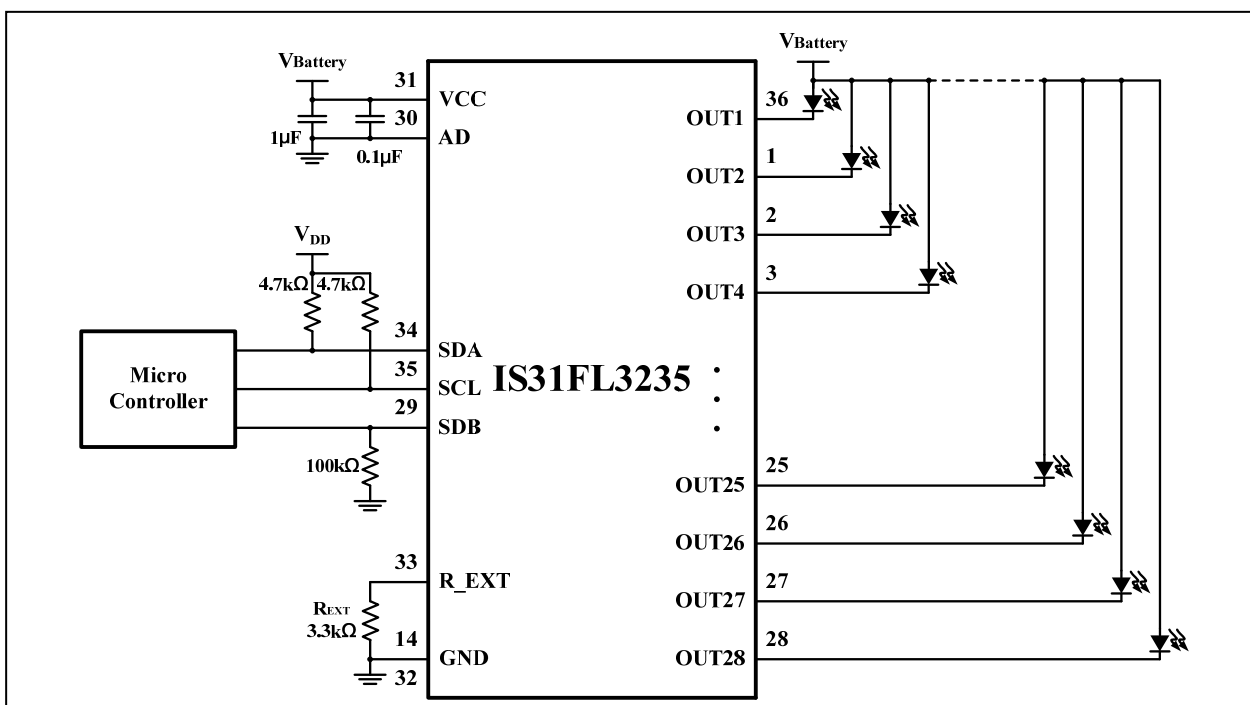 VBattery
31
VCC
30
AD
1µF
0.1µF
VDD
4.7kΩ 4.7kΩ
34
SDA
35
SCL
29
SDB
Micro
Controller
100kΩ
33
R_EXT
REXT
3.3kΩ
14
GND
32
IS31FL3235
VBattery
36
OUT1
1
OUT2
2
OUT3
3
OUT4
25
OUT25
26
OUT26
27
OUT27
28
OUT28